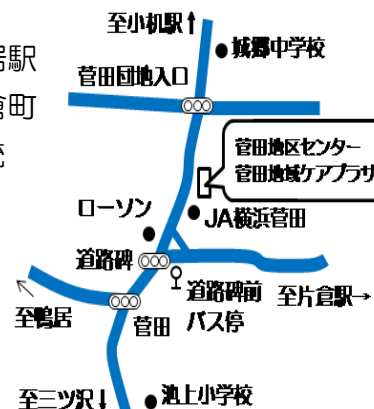 至小机駅↑
城郷中学校
駅
菅田団地入口
町
菅田地区センター
菅田地域ケアプラザ
ローソン
JA横浜菅田
道路碑
道路碑前
バス停
至片倉駅→
至鴨居
菅田
至三ツ沢↓
池上小学校